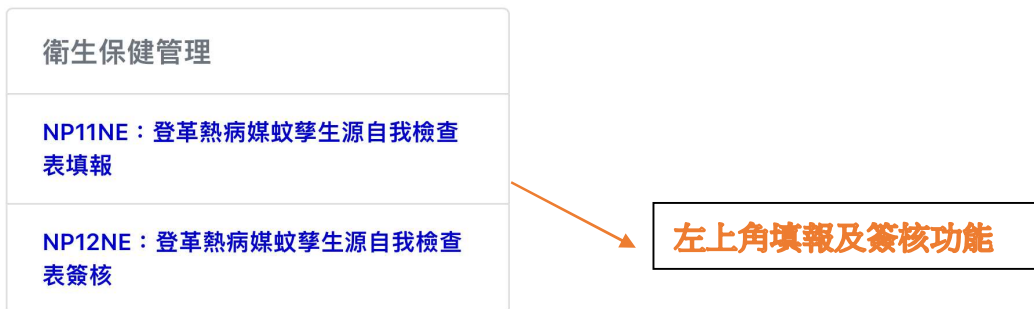 衛生保健管理
NP11NE：登革熱病媒蚊孳生源自我檢查
表填報
NP12NE：登革熱病媒蚊孳生源自我檢查
表簽核
左上角填報及簽核功能